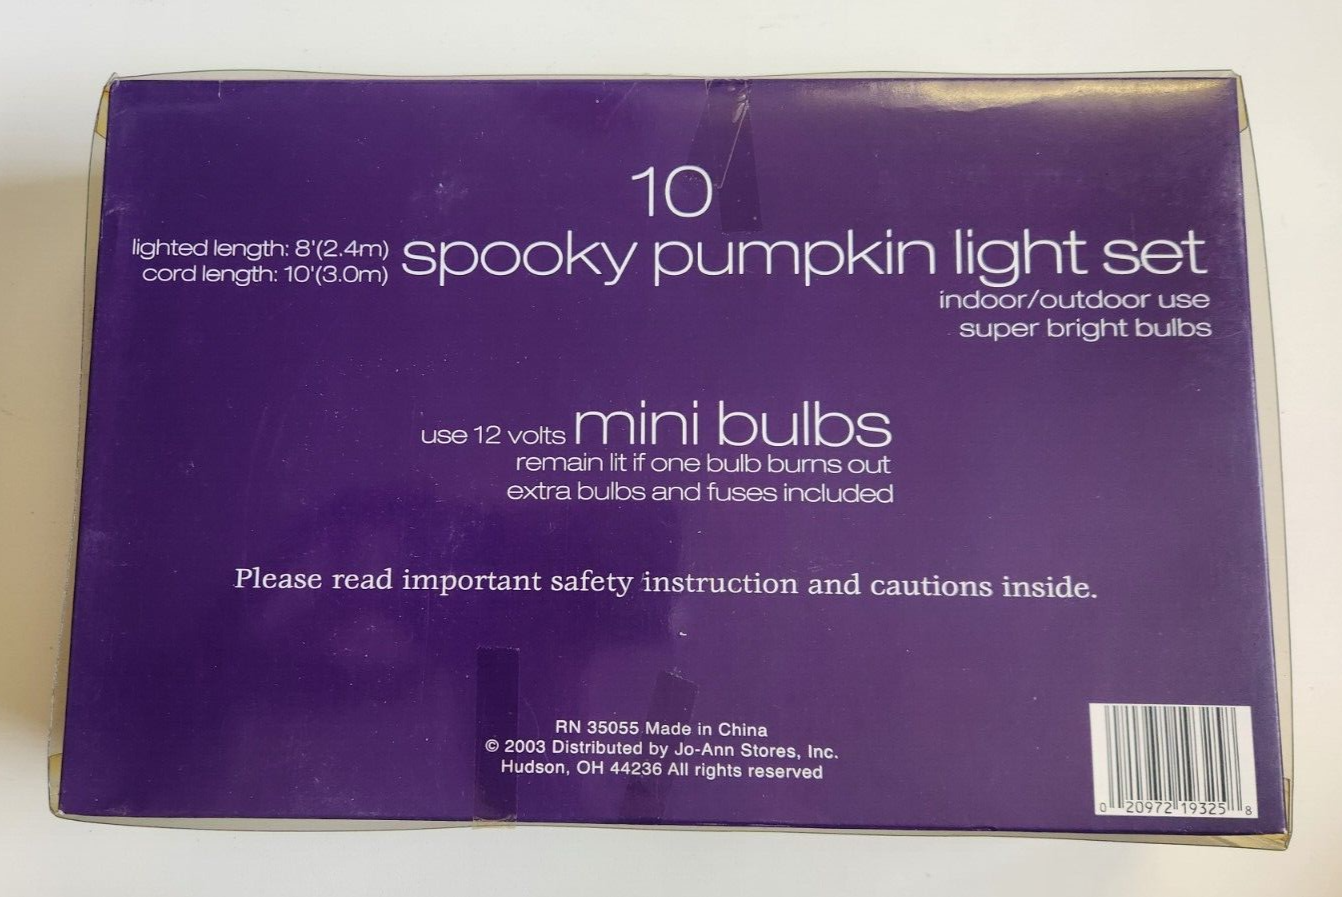 10
lighted length: 8'(2.4m) spooky pumpkin light set
cord length: 10'(3.0m)
indoor/outdoor use
super bright bulbs
use 12 volts mini bulbs
remain lit if one bulb burns out
extra bulbs and fuses included
Please read important safety instruction and cautions inside.
RN 35055 Made in China
© 2003 Distributed by Jo-Ann Stores, Inc.
Hudson, OH 44236 All rights reserved
0 20972 19325 8